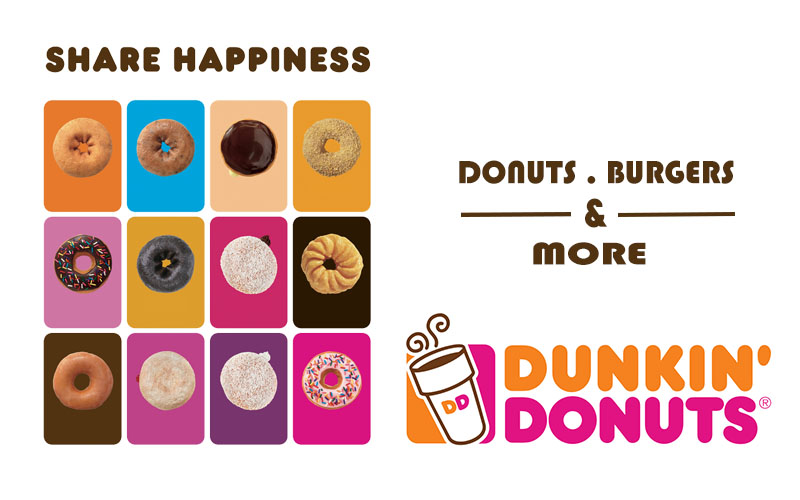 SHARE HAPPINESS
DONUTS . BURGERS
&
MORE
DD
DUNKIN'
DONUTS®